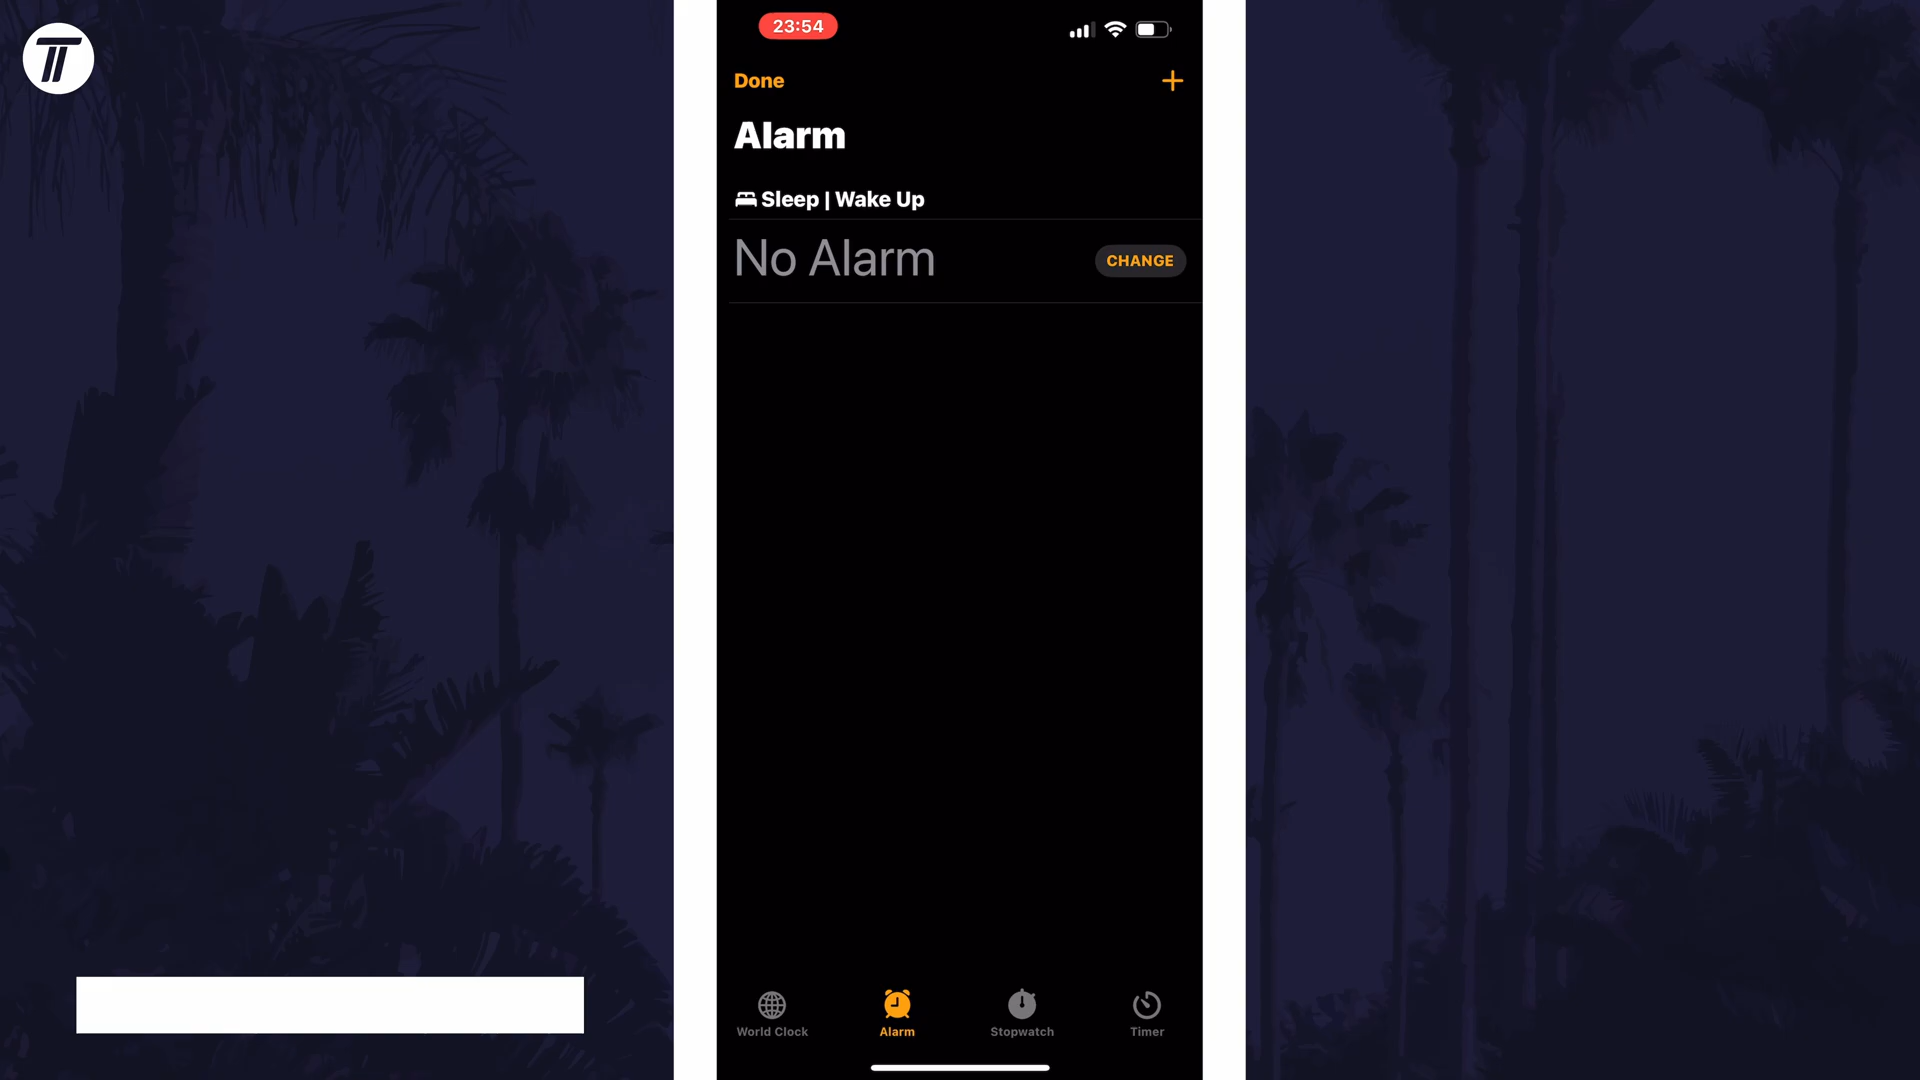 23:54
Done
Alarm
Sleep | Wake Up
No Alarm
CHANGE
World Clock
Alarm
Stopwatch
Timer